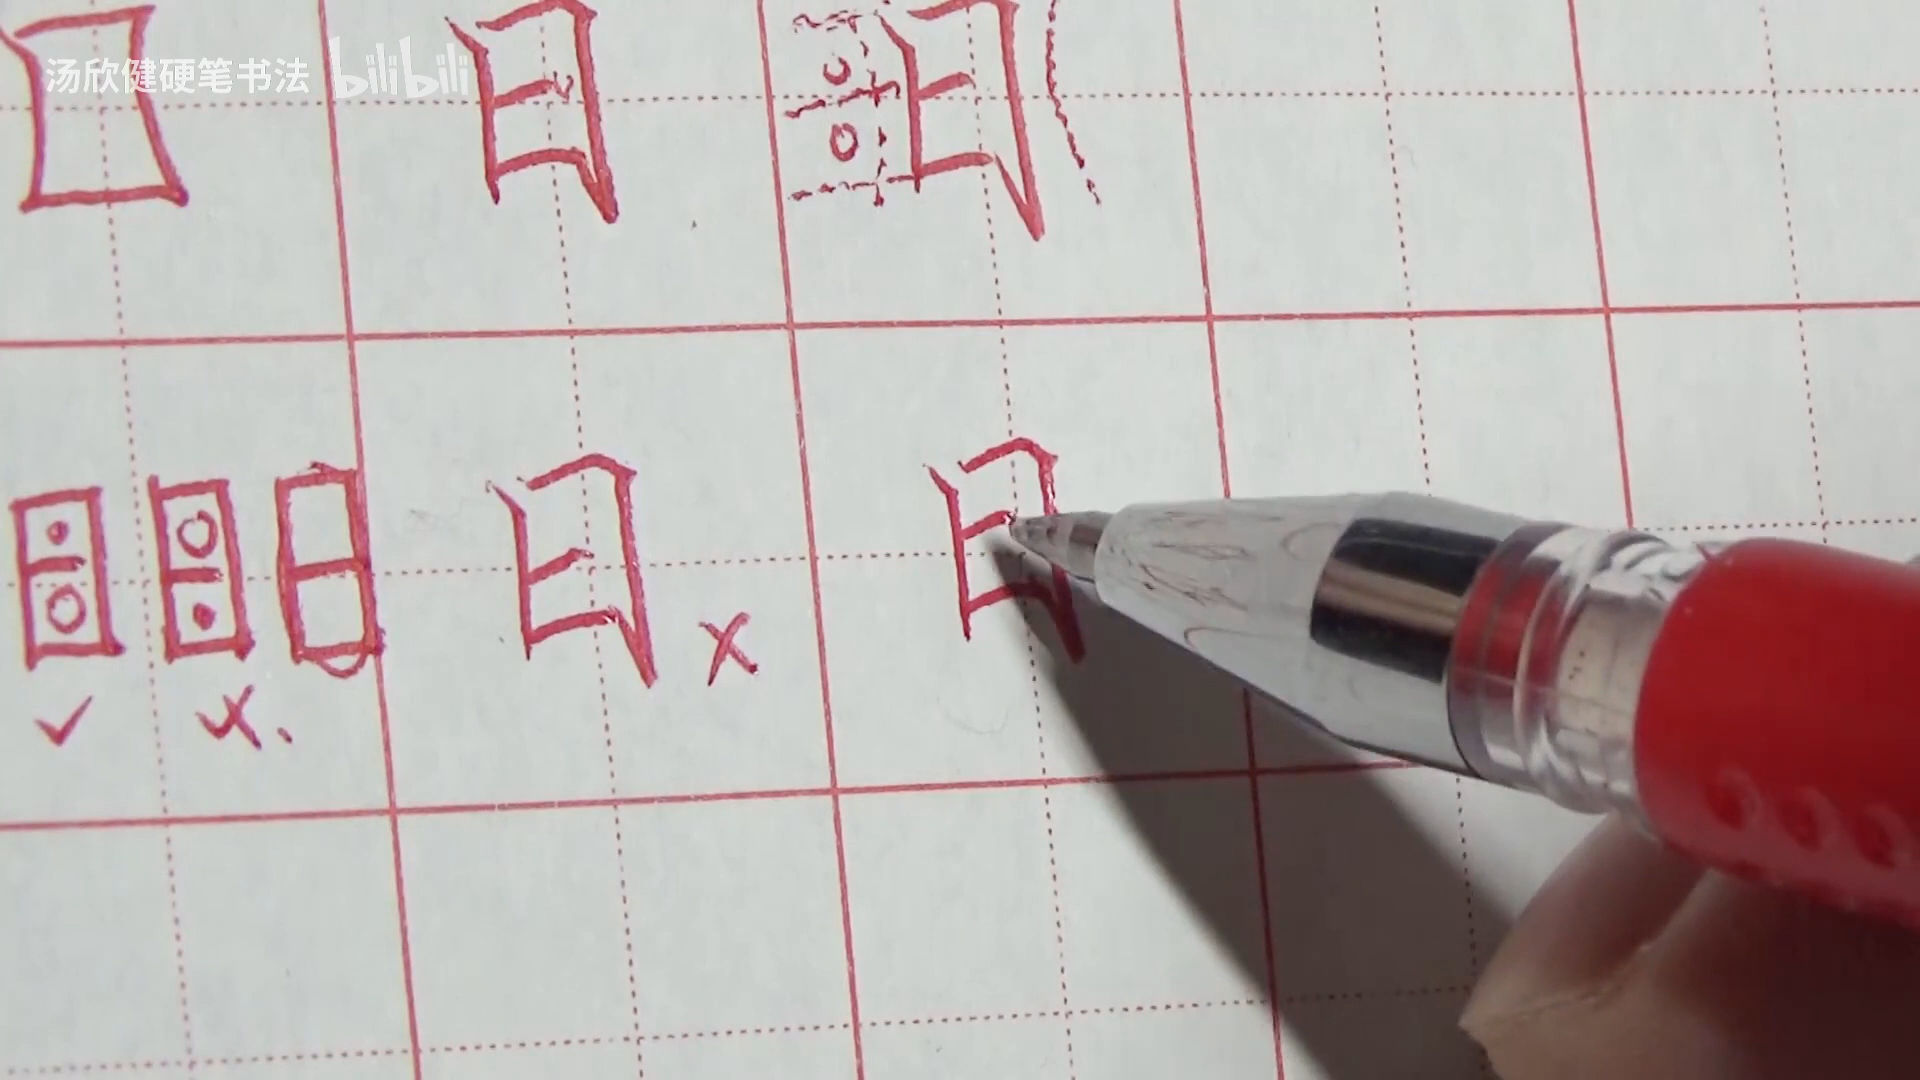 汤欣健硬笔书法 bilibili
日 日
日 × 日
✓ ×.